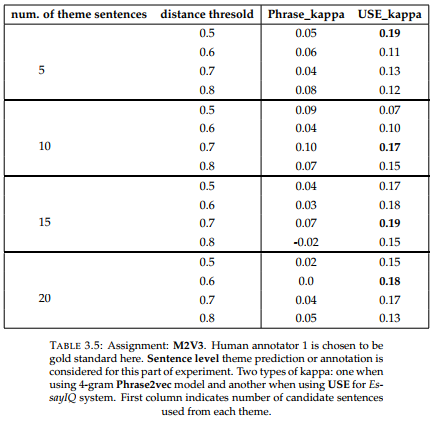 num. of theme sentences distance thresold Phrase_kappa USE_kappa
0.5 0.05 0.19
0.6 0.06 0.11
5
0.7 0.04 0.13
0.8 0.08 0.12
0.5 0.09 0.07
0.6 0.04 0.10
10
0.7 0.10 0.17
0.8 0.07 0.15
0.5 0.04 0.17
0.6 0.03 0.18
15
0.7 0.07 0.19
0.8 -0.02 0.15
0.5 0.02 0.15
0.6 0.0 0.18
20
0.7 0.04 0.17
0.8 0.05 0.13
TABLE 3.5: Assignment: M2V3. Human annotator 1 is chosen to be
gold standard here. Sentence level theme prediction or annotation is
considered for this part of experiment. Two types of kappa: one when
using 4-gram Phrase2vec model and another when using USE for Es-
sayIQ system. First column indicates number of candidate sentences
used from each theme.